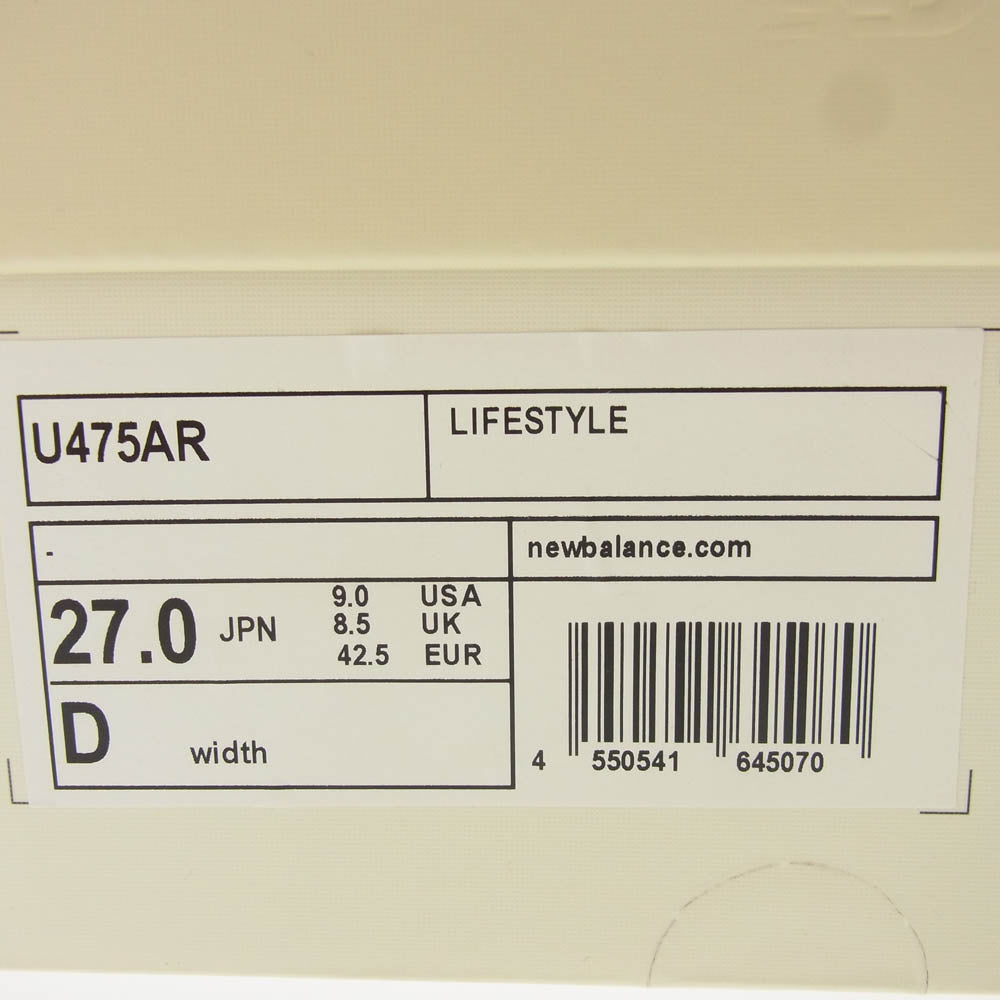 U475AR
LIFESTYLE
-
newbalance.com
27.0 JPN
9.0 USA
8.5 UK
42.5 EUR
D width
4 550541 645070